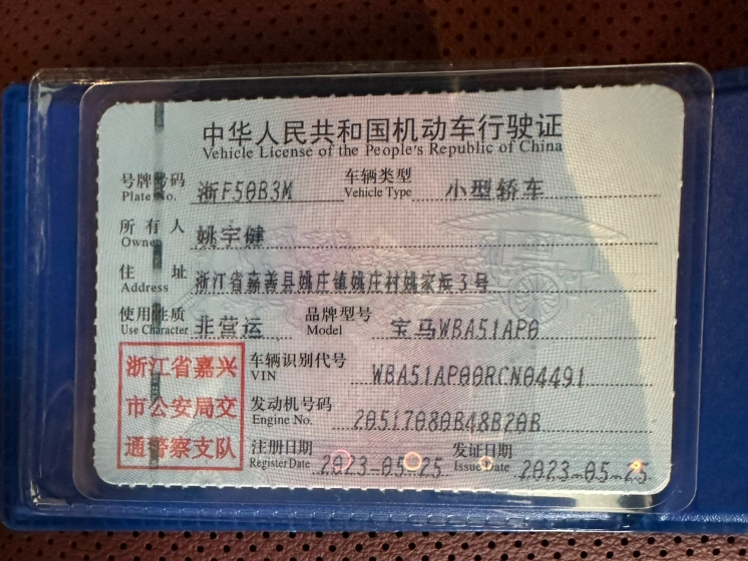 中华人民共和国机动车行驶证
Vehicle License of the People's Republic of China
号牌号码 浙F50B3M 车辆类型 小型轿车
Plate No. Vehicle Type
所有人 姚宇健
Owner
住址 浙江省嘉善县姚庄镇姚庄村姚家浜3号
Address
使用性质 非营运 品牌型号 宝马WBA51AP0
Use Character Model
浙江省嘉兴
市公安局交
通警察支队
车辆识别代号 WBA51AP00RCN04491
VIN
发动机号码 20517080B48B20B
Engine No.
注册日期 2023-05-25 发证日期 2023-05-25
Register Date Issue Date